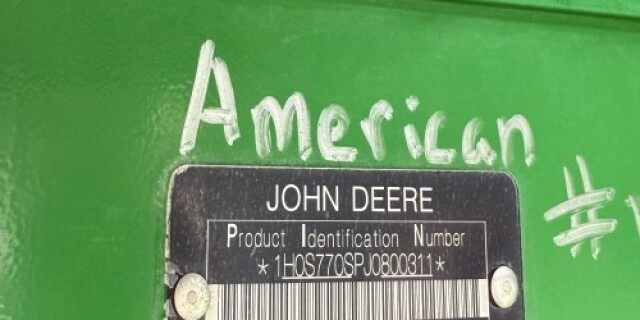 American
#
JOHN DEERE
Product Identification Number
*1H0S770SPJ0800311*